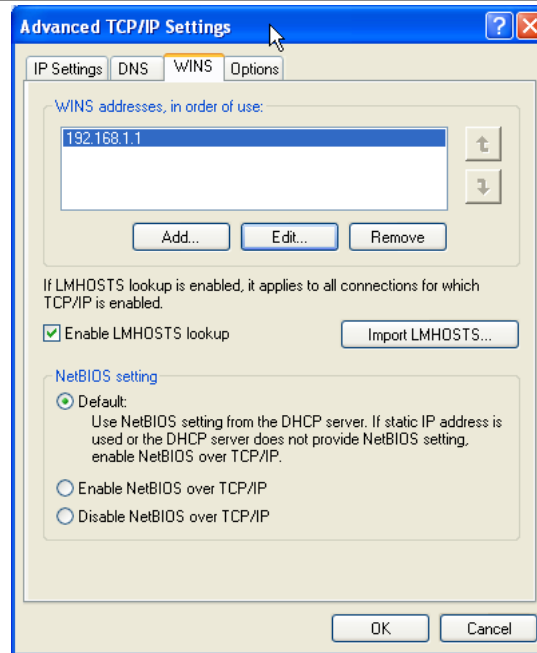 Advanced TCP/IP Settings
IP Settings DNS WINS Options
WINS addresses, in order of use:
192.168.1.1
Add... Edit... Remove
If LMHOSTS lookup is enabled, it applies to all connections for which
TCP/IP is enabled.
Enable LMHOSTS lookup Import LMHOSTS...
NetBIOS setting
Default:
Use NetBIOS setting from the DHCP server. If static IP address is
used or the DHCP server does not provide NetBIOS setting,
enable NetBIOS over TCP/IP.
Enable NetBIOS over TCP/IP
Disable NetBIOS over TCP/IP
OK Cancel